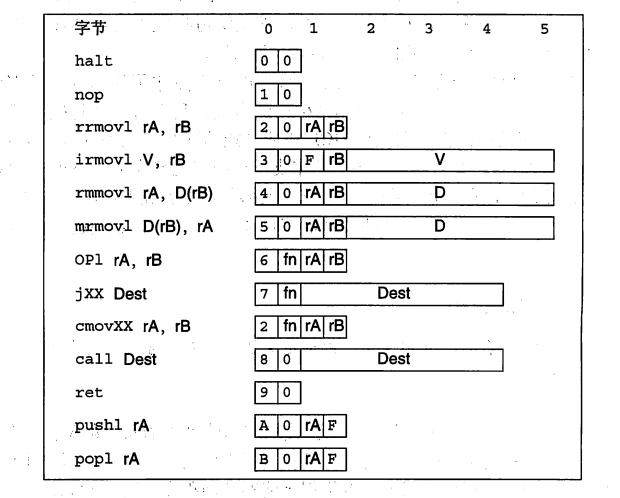 字节 0 1 2 3 4 5
halt 0 0
nop 1 0
rrmovl rA, rB 2 0 rA rB
irmovl V, rB 3 0 F rB V
rmmovl rA, D(rB) 4 0 rA rB D
mrmovl D(rB), rA 5 0 rA rB D
OPl rA, rB 6 fn rA rB
jXX Dest 7 fn Dest
cmovXX rA, rB 2 fn rA rB
call Dest 8 0 Dest
ret 9 0
pushl rA A 0 rA F
popl rA B 0 rA F